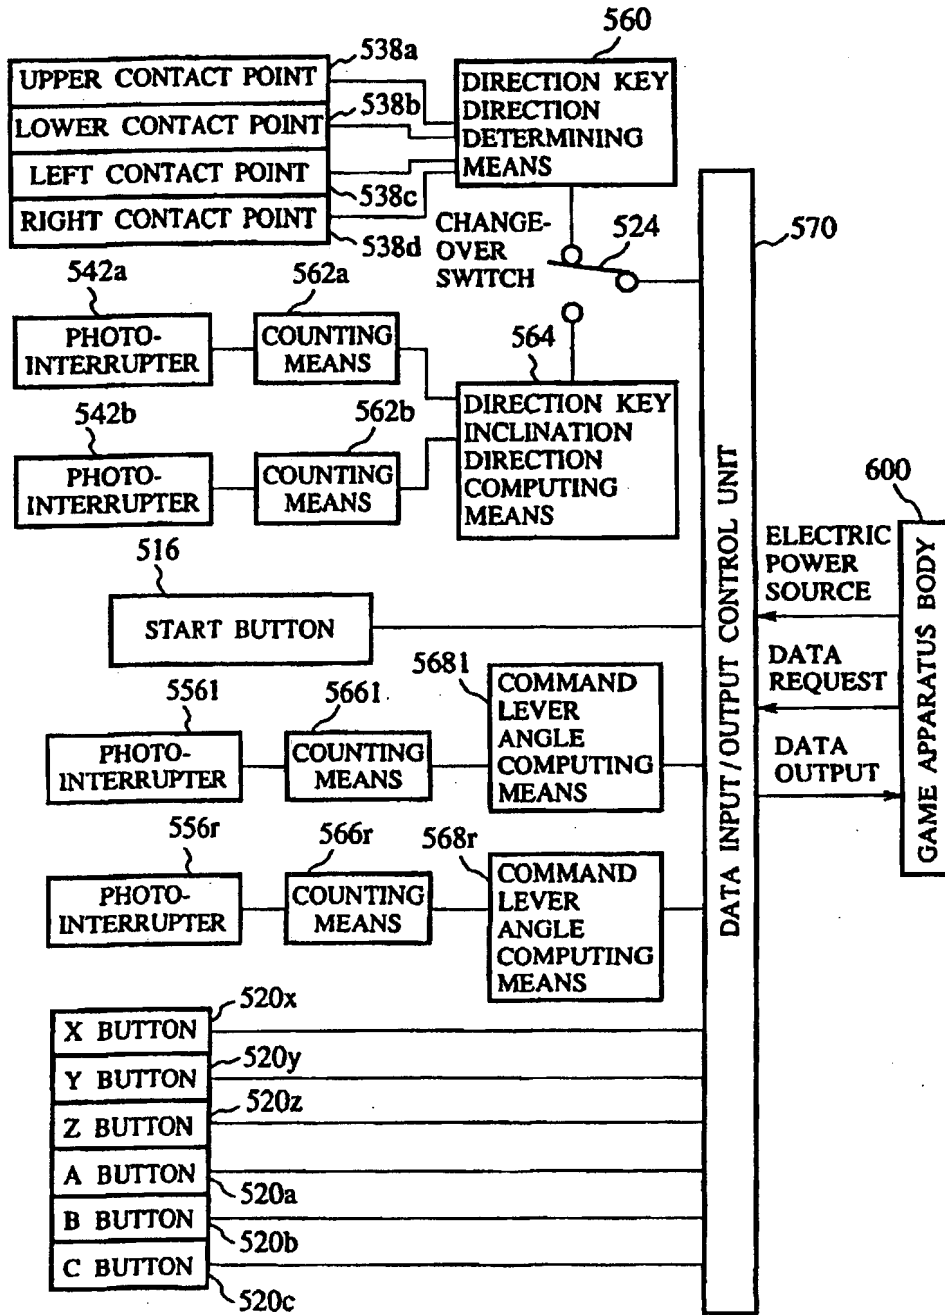 560
538a
UPPER CONTACT POINT
538b
LOWER CONTACT POINT
LEFT CONTACT POINT
538c
RIGHT CONTACT POINT
538d
DIRECTION KEY
DIRECTION
DETERMINING
MEANS
CHANGE-
OVER
SWITCH
524
570
542a
PHOTO-
INTERRUPTER
562a
COUNTING
MEANS
564
542b
PHOTO-
INTERRUPTER
562b
COUNTING
MEANS
DIRECTION KEY
INCLINATION
DIRECTION
COMPUTING
MEANS
516
START BUTTON
DATA INPUT/OUTPUT CONTROL UNIT
600
ELECTRIC
POWER
SOURCE
DATA
REQUEST
DATA
OUTPUT
GAME APPARATUS BODY
5561
PHOTO-
INTERRUPTER
5661
COUNTING
MEANS
5681
COMMAND
LEVER
ANGLE
COMPUTING
MEANS
556r
PHOTO-
INTERRUPTER
566r
COUNTING
MEANS
568r
COMMAND
LEVER
ANGLE
COMPUTING
MEANS
520x
X BUTTON
520y
Y BUTTON
520z
Z BUTTON
A BUTTON
520a
B BUTTON
520b
C BUTTON
520c